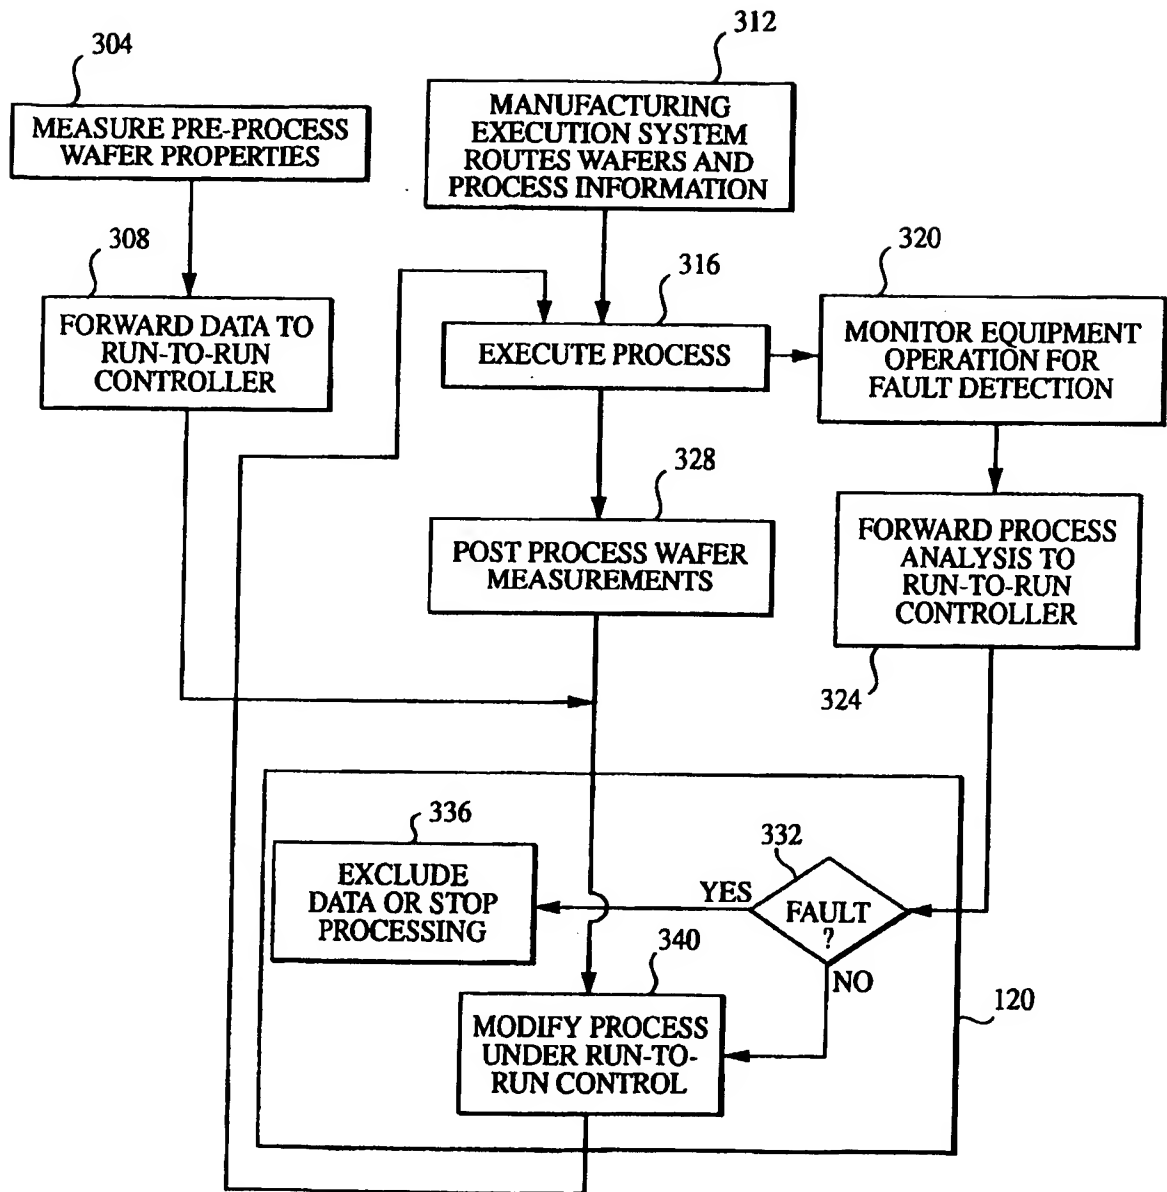 312
304
MANUFACTURING
EXECUTION SYSTEM
ROUTES WAFERS AND
PROCESS INFORMATION
MEASURE PRE-PROCESS
WAFER PROPERTIES
308
316
320
FORWARD DATA TO
RUN-TO-RUN
CONTROLLER
EXECUTE PROCESS
MONITOR EQUIPMENT
OPERATION FOR
FAULT DETECTION
328
POST PROCESS WAFER
MEASUREMENTS
FORWARD PROCESS
ANALYSIS TO
RUN-TO-RUN
CONTROLLER
324
336
EXCLUDE
DATA OR STOP
PROCESSING
YES
332
FAULT
?
NO
340
MODIFY PROCESS
UNDER RUN-TO-
RUN CONTROL
120